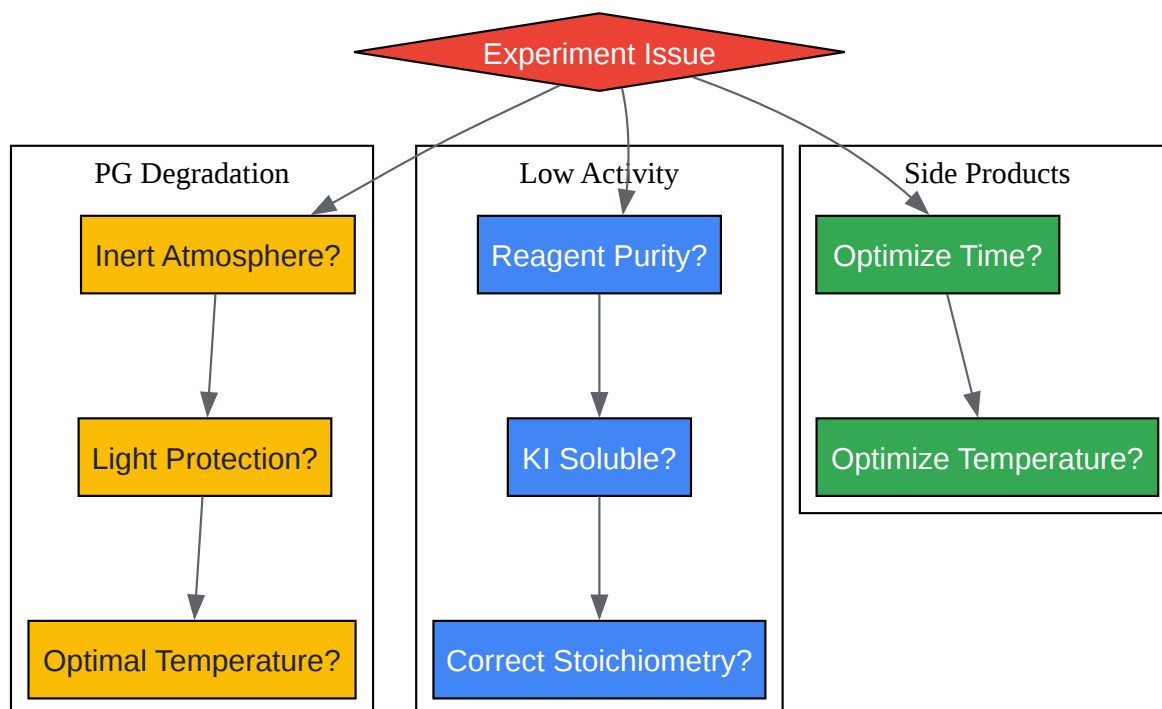 Experiment Issue
PG Degradation
Inert Atmosphere?
Light Protection?
Optimal Temperature?
Low Activity
Reagent Purity?
KI Soluble?
Correct Stoichiometry?
Side Products
Optimize Time?
Optimize Temperature?